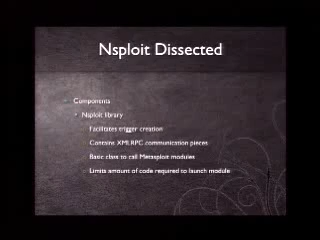 Nsploit Dissected
Components
Nsploit library
Facilitates trigger creation
Contains XMLRPC communication pieces
Basic class to call Metasploit modules
Limits amount of code required to launch module